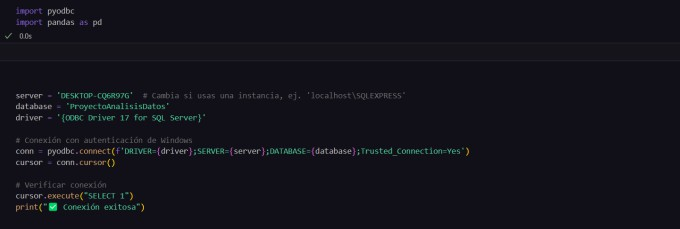 import pyodbc
import pandas as pd
0.0s
server = 'DESKTOP-CQ6R97G' # Cambia si usas una instancia, ej. 'localhost\SQLEXPRESS'
database = 'ProyectoAnalisisDatos'
driver = '{ODBC Driver 17 for SQL Server}'
# Conexión con autenticación de Windows
conn = pyodbc.connect(f'DRIVER={driver};SERVER={server};DATABASE={database};Trusted_Connection=Yes')
cursor = conn.cursor()
# Verificar conexión
cursor.execute("SELECT 1")
print("✅ Conexión exitosa")